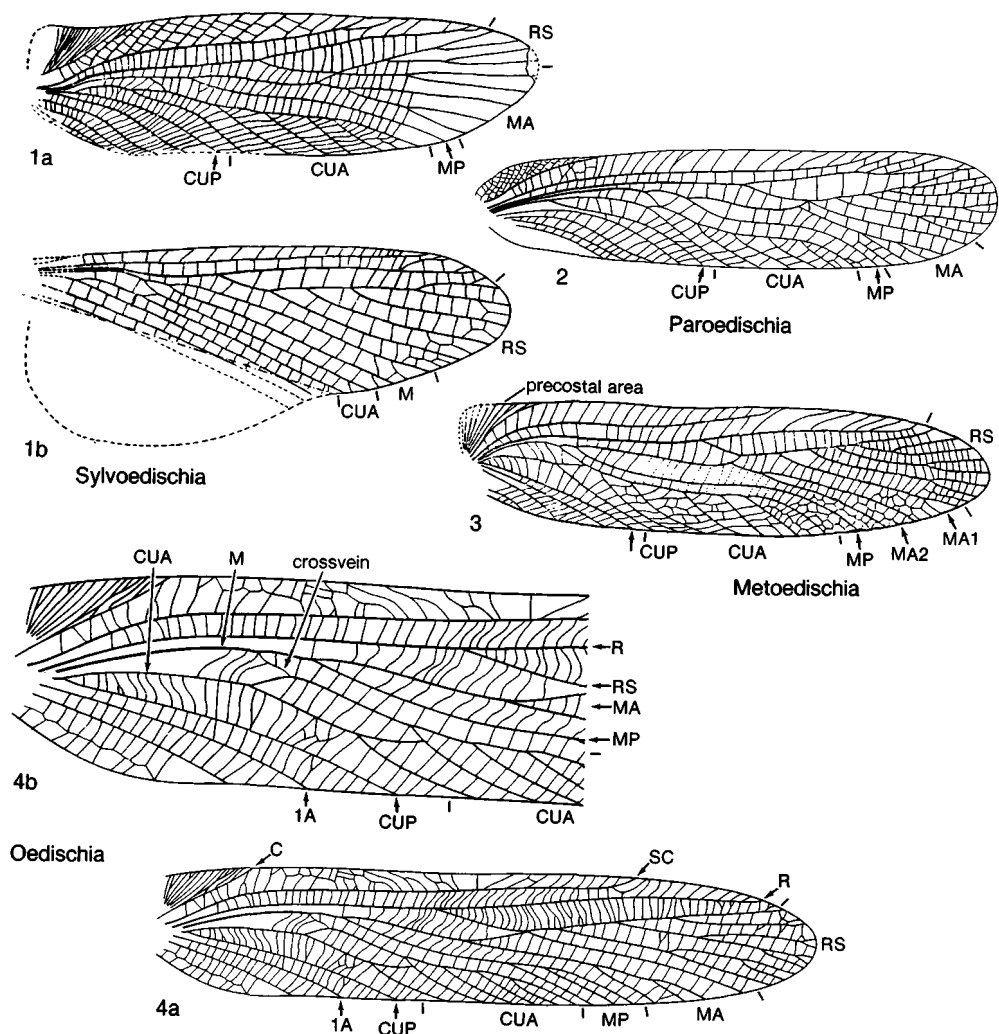 RS
MA
MP
CUA
CUP
1a
CUP
CUA
MP
MA
2
Paroedischia
RS
M
CUA
1b
Sylvoedischia
precostal area
RS
MA1
MA2
MP
CUA
CUP
3
Metoedischia
CUA
M
crossvein
R
RS
MA
MP
4b
1A
CUP
CUA
Oedischia
C
SC
R
RS
4a
1A
CUP
CUA
MP
MA